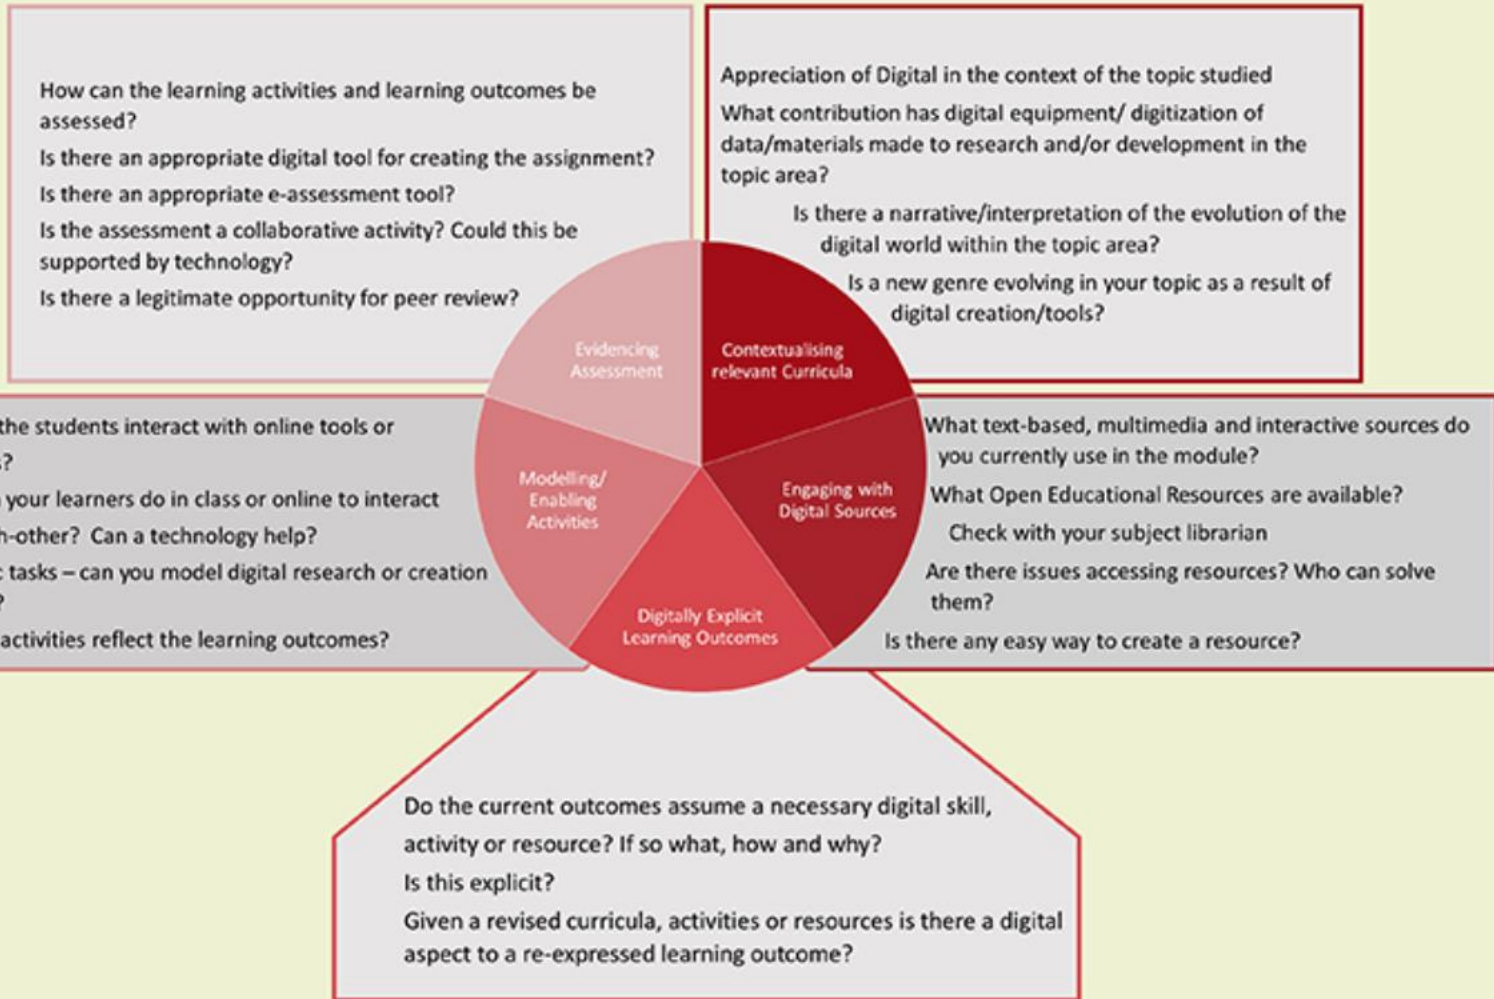 How can the learning activities and learning outcomes be
assessed?
Is there an appropriate digital tool for creating the assignment?
Is there an appropriate e-assessment tool?
Is the assessment a collaborative activity? Could this be
supported by technology?
Is there a legitimate opportunity for peer review?
Appreciation of Digital in the context of the topic studied
What contribution has digital equipment/ digitization of
data/materials made to research and/or development in the
topic area?
Is there a narrative/interpretation of the evolution of the
digital world within the topic area?
Is a new genre evolving in your topic as a result of
digital creation/tools?
Evidencing
Assessment
Contextualising
relevant Curricula
the students interact with online tools or
?
your learners do in class or online to interact
h-other? Can a technology help?
tasks – can you model digital research or creation
?
activities reflect the learning outcomes?
Modelling/
Enabling
Activities
Engaging with
Digital Sources
What text-based, multimedia and interactive sources do
you currently use in the module?
What Open Educational Resources are available?
Check with your subject librarian
Are there issues accessing resources? Who can solve
them?
Is there any easy way to create a resource?
Digitally Explicit
Learning Outcomes
Do the current outcomes assume a necessary digital skill,
activity or resource? If so what, how and why?
Is this explicit?
Given a revised curricula, activities or resources is there a digital
aspect to a re-expressed learning outcome?